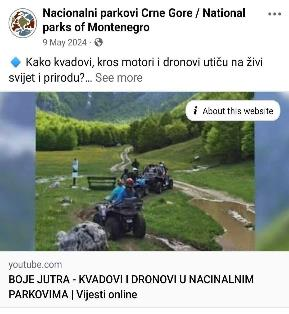 Nacionalni parkovi Crne Gore / National
parks of Montenegro
9 May 2024 ·
Kako kvadovi, kros motori i dronovi utiču na živi
svijet i prirodu?... See more
i About this website
youtube.com
BOJE JUTRA - KVADOVI I DRONOVI U NACINALNIM
PARKOVIMA | Vijesti online